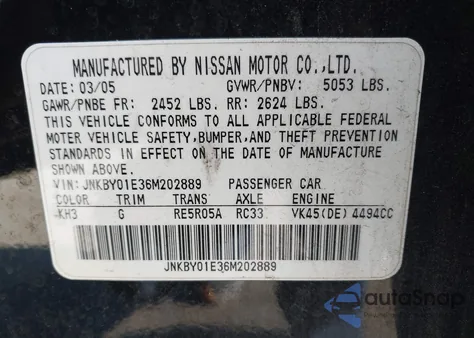 MANUFACTURED BY NISSAN MOTOR CO.,LTD.
DATE: 03/05 GVWR/PNBV: 5053 LBS.
GAWR/PNBE FR: 2452 LBS. RR: 2624 LBS.
THIS VEHICLE CONFORMS TO ALL APPLICABLE FEDERAL
MOTOR VEHICLE SAFETY, BUMPER, AND THEFT PREVENTION
STANDARDS IN EFFECT ON THE DATE OF MANUFACTURE
SHOWN ABOVE.
VIN: JNKBY01E36M202889 PASSENGER CAR
COLOR TRIM TRANS AXLE ENGINE
KH3 G RE5R05A RC33 VK45(DE) 4494CC
JNKBY01E36M202889
autoSnap